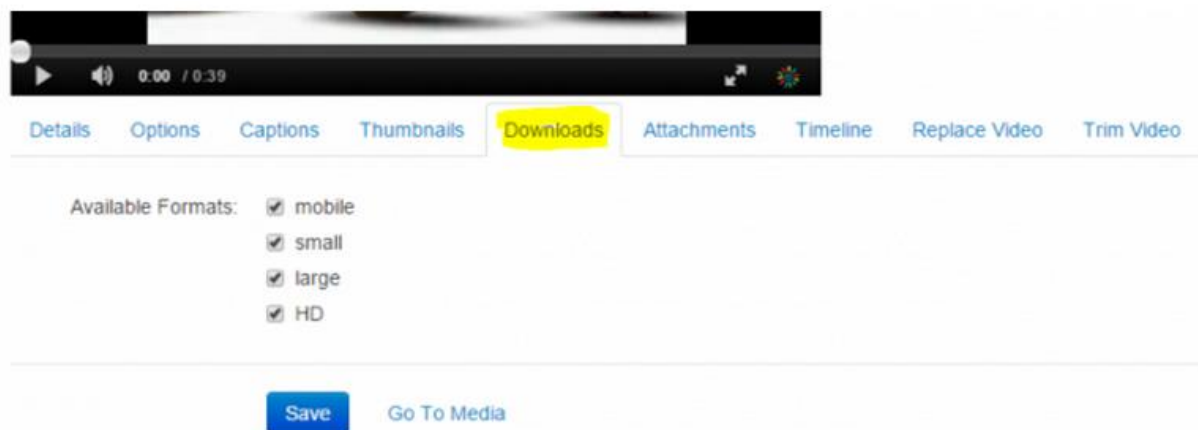 0:00 / 0:39
Details Options Captions Thumbnails Downloads Attachments Timeline Replace Video Trim Video
Available Formats: mobile
small
large
HD
Save Go To Media